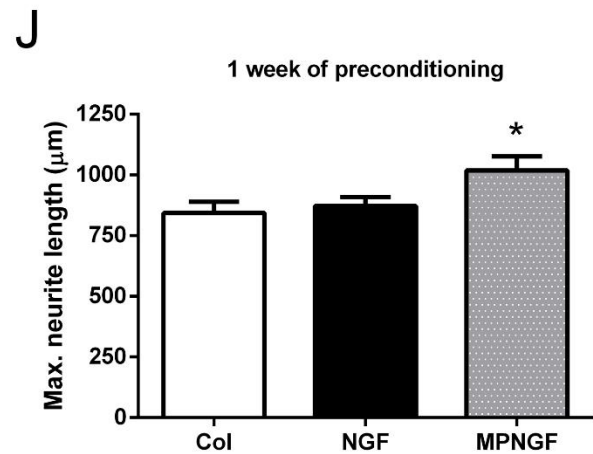 J
1 week of preconditioning
Max. neurite length (μm)
1250
1000
750
500
250
0
*
Col
NGF
MPNGF